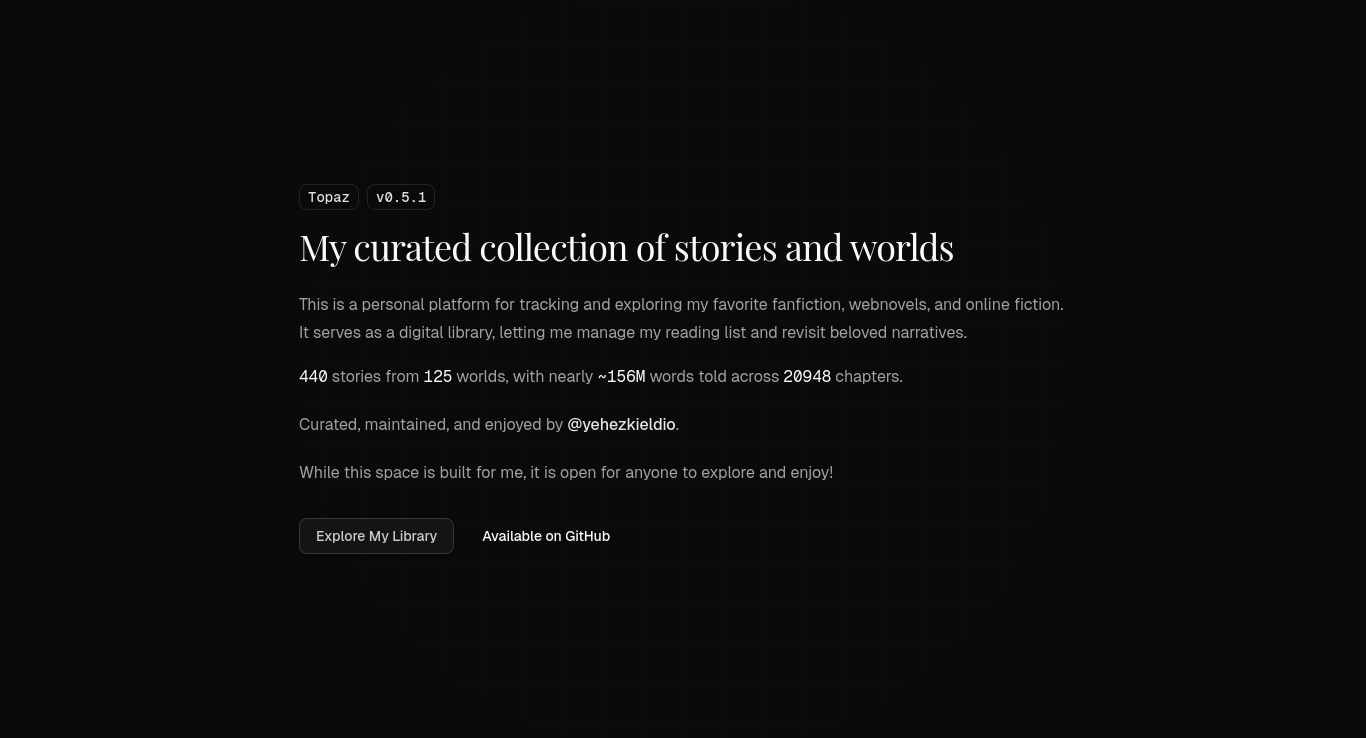 Topaz v0.5.1
My curated collection of stories and worlds
This is a personal platform for tracking and exploring my favorite fanfiction, webnovels, and online fiction.
It serves as a digital library, letting me manage my reading list and revisit beloved narratives.
440 stories from 125 worlds, with nearly ~156M words told across 20948 chapters.
Curated, maintained, and enjoyed by @yehezkieldio.
While this space is built for me, it is open for anyone to explore and enjoy!
Explore My Library Available on GitHub